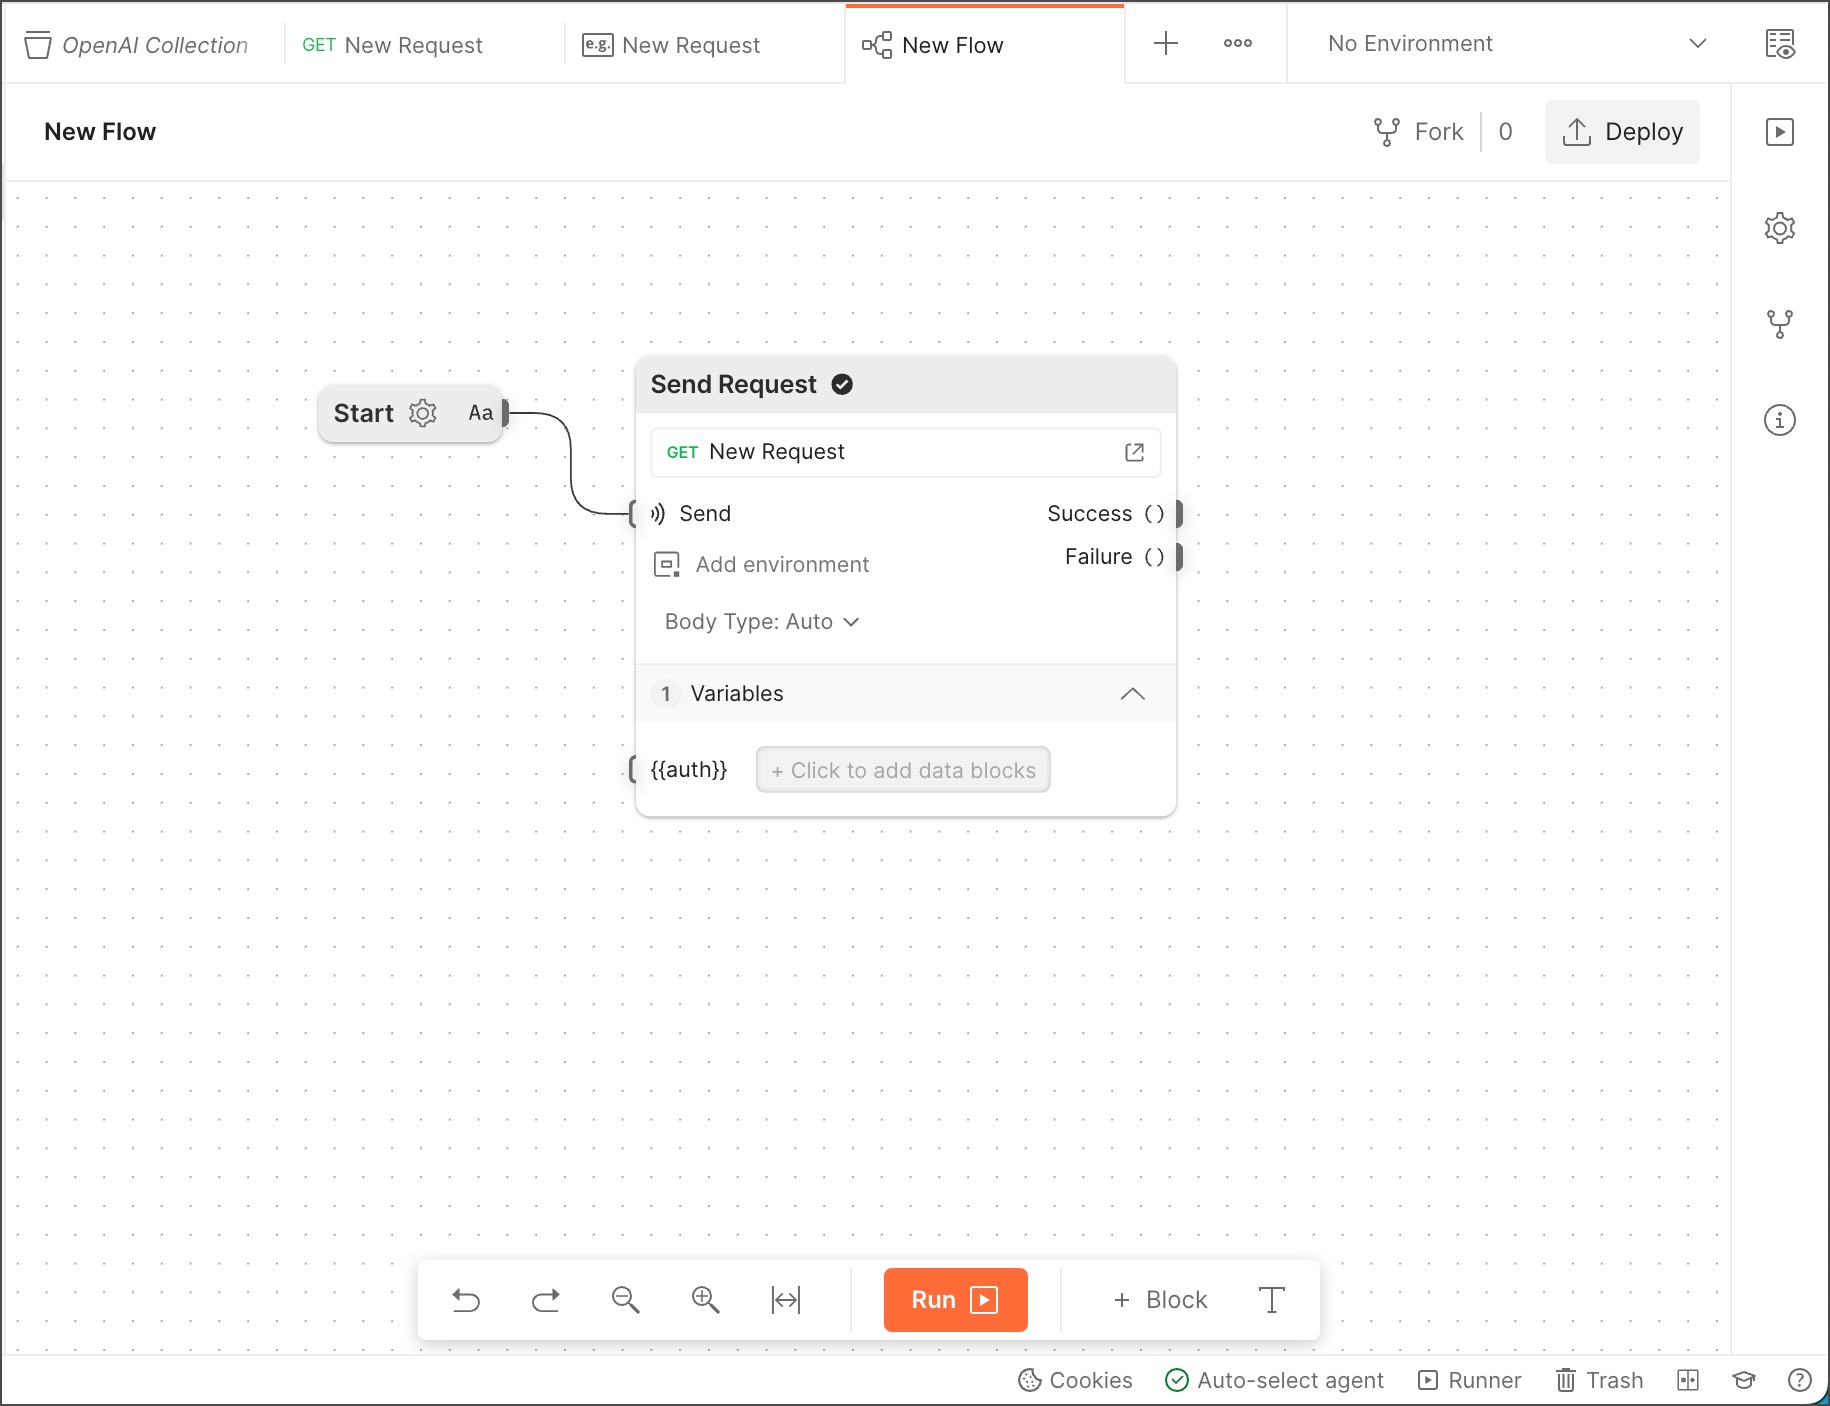 OpenAI Collection
GET New Request
e.g. New Request
New Flow
No Environment
New Flow
Fork 0
Deploy
Start Aa
Send Request
GET New Request
Send
Success ()
Add environment
Failure ()
Body Type: Auto
1 Variables
{{auth}} + Click to add data blocks
Run
+ Block T
Cookies
Auto-select agent
Runner
Trash